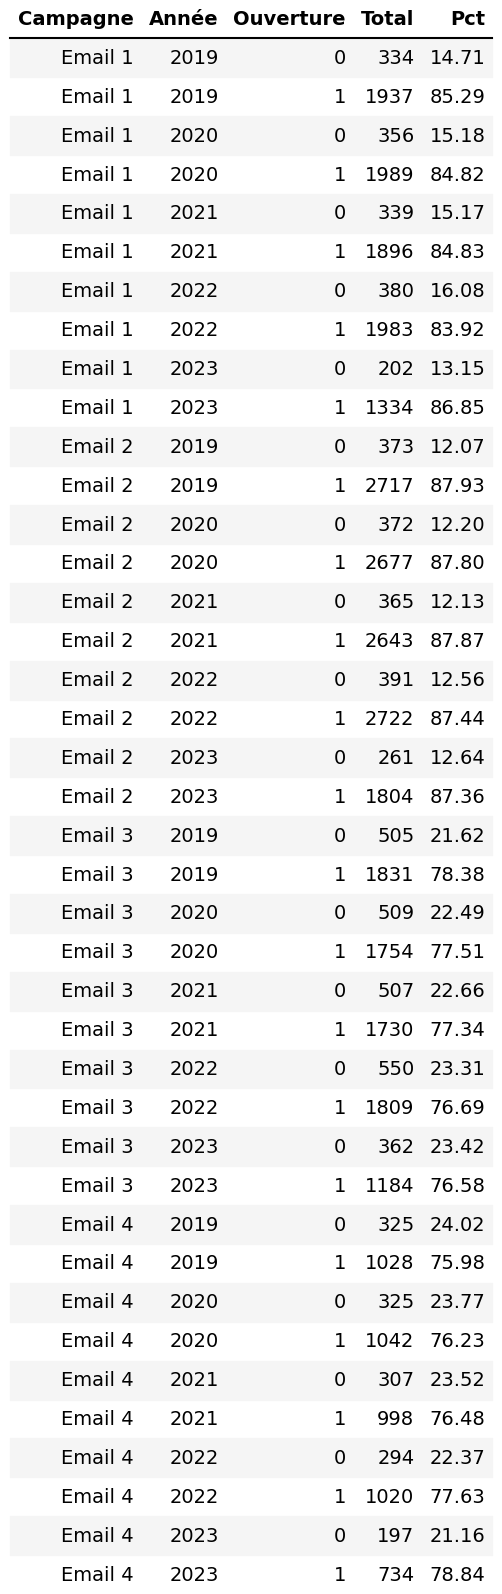 Campagne Année Ouverture Total Pct
Email 1 2019 0 334 14.71
Email 1 2019 1 1937 85.29
Email 1 2020 0 356 15.18
Email 1 2020 1 1989 84.82
Email 1 2021 0 339 15.17
Email 1 2021 1 1896 84.83
Email 1 2022 0 380 16.08
Email 1 2022 1 1983 83.92
Email 1 2023 0 202 13.15
Email 1 2023 1 1334 86.85
Email 2 2019 0 373 12.07
Email 2 2019 1 2717 87.93
Email 2 2020 0 372 12.20
Email 2 2020 1 2677 87.80
Email 2 2021 0 365 12.13
Email 2 2021 1 2643 87.87
Email 2 2022 0 391 12.56
Email 2 2022 1 2722 87.44
Email 2 2023 0 261 12.64
Email 2 2023 1 1804 87.36
Email 3 2019 0 505 21.62
Email 3 2019 1 1831 78.38
Email 3 2020 0 509 22.49
Email 3 2020 1 1754 77.51
Email 3 2021 0 507 22.66
Email 3 2021 1 1730 77.34
Email 3 2022 0 550 23.31
Email 3 2022 1 1809 76.69
Email 3 2023 0 362 23.42
Email 3 2023 1 1184 76.58
Email 4 2019 0 325 24.02
Email 4 2019 1 1028 75.98
Email 4 2020 0 325 23.77
Email 4 2020 1 1042 76.23
Email 4 2021 0 307 23.52
Email 4 2021 1 998 76.48
Email 4 2022 0 294 22.37
Email 4 2022 1 1020 77.63
Email 4 2023 0 197 21.16
Email 4 2023 1 734 78.84